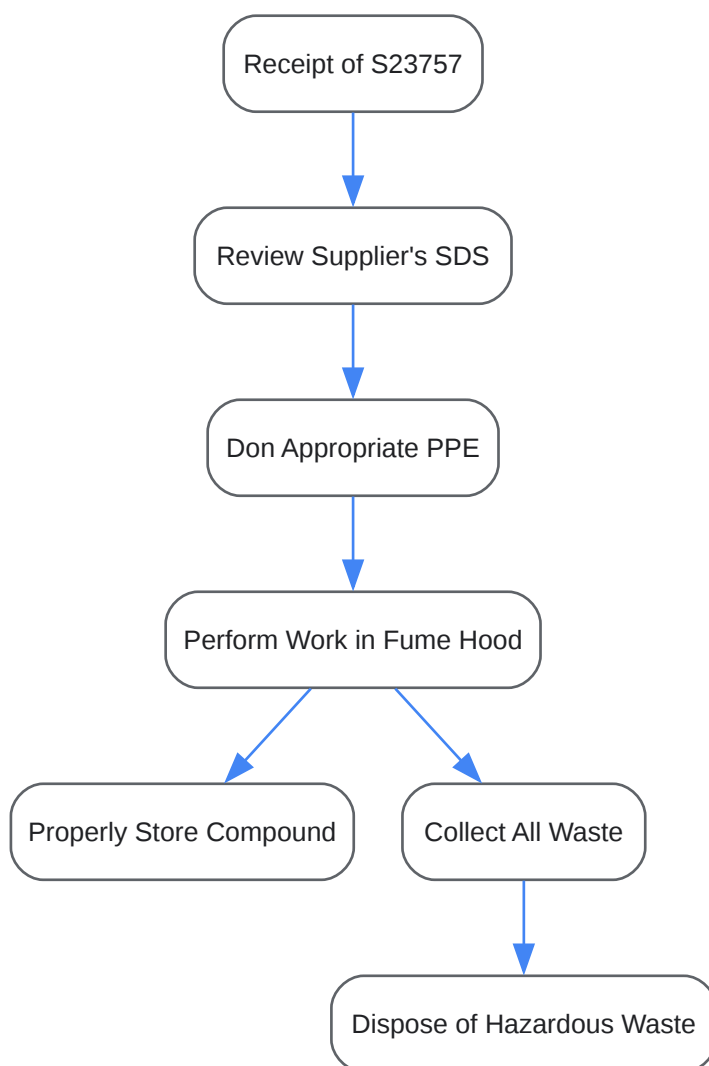 Receipt of S23757
Review Supplier's SDS
Don Appropriate PPE
Perform Work in Fume Hood
Properly Store Compound
Collect All Waste
Dispose of Hazardous Waste